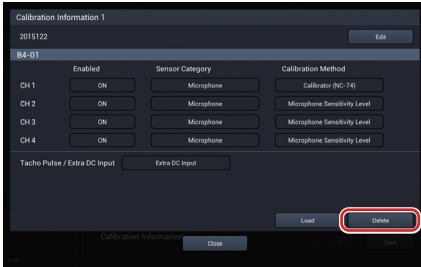 Calibration Information 1
2015122 Edit
B4-01
Enabled Sensor Category Calibration Method
CH 1 ON Microphone Calibrator (NC-74)
CH 2 ON Microphone Microphone Sensitivity Level
CH 3 ON Microphone Microphone Sensitivity Level
CH 4 ON Microphone Microphone Sensitivity Level
Tacho Pulse / Extra DC Input Extra DC Input
Load Delete
Calibration Information
Close Save